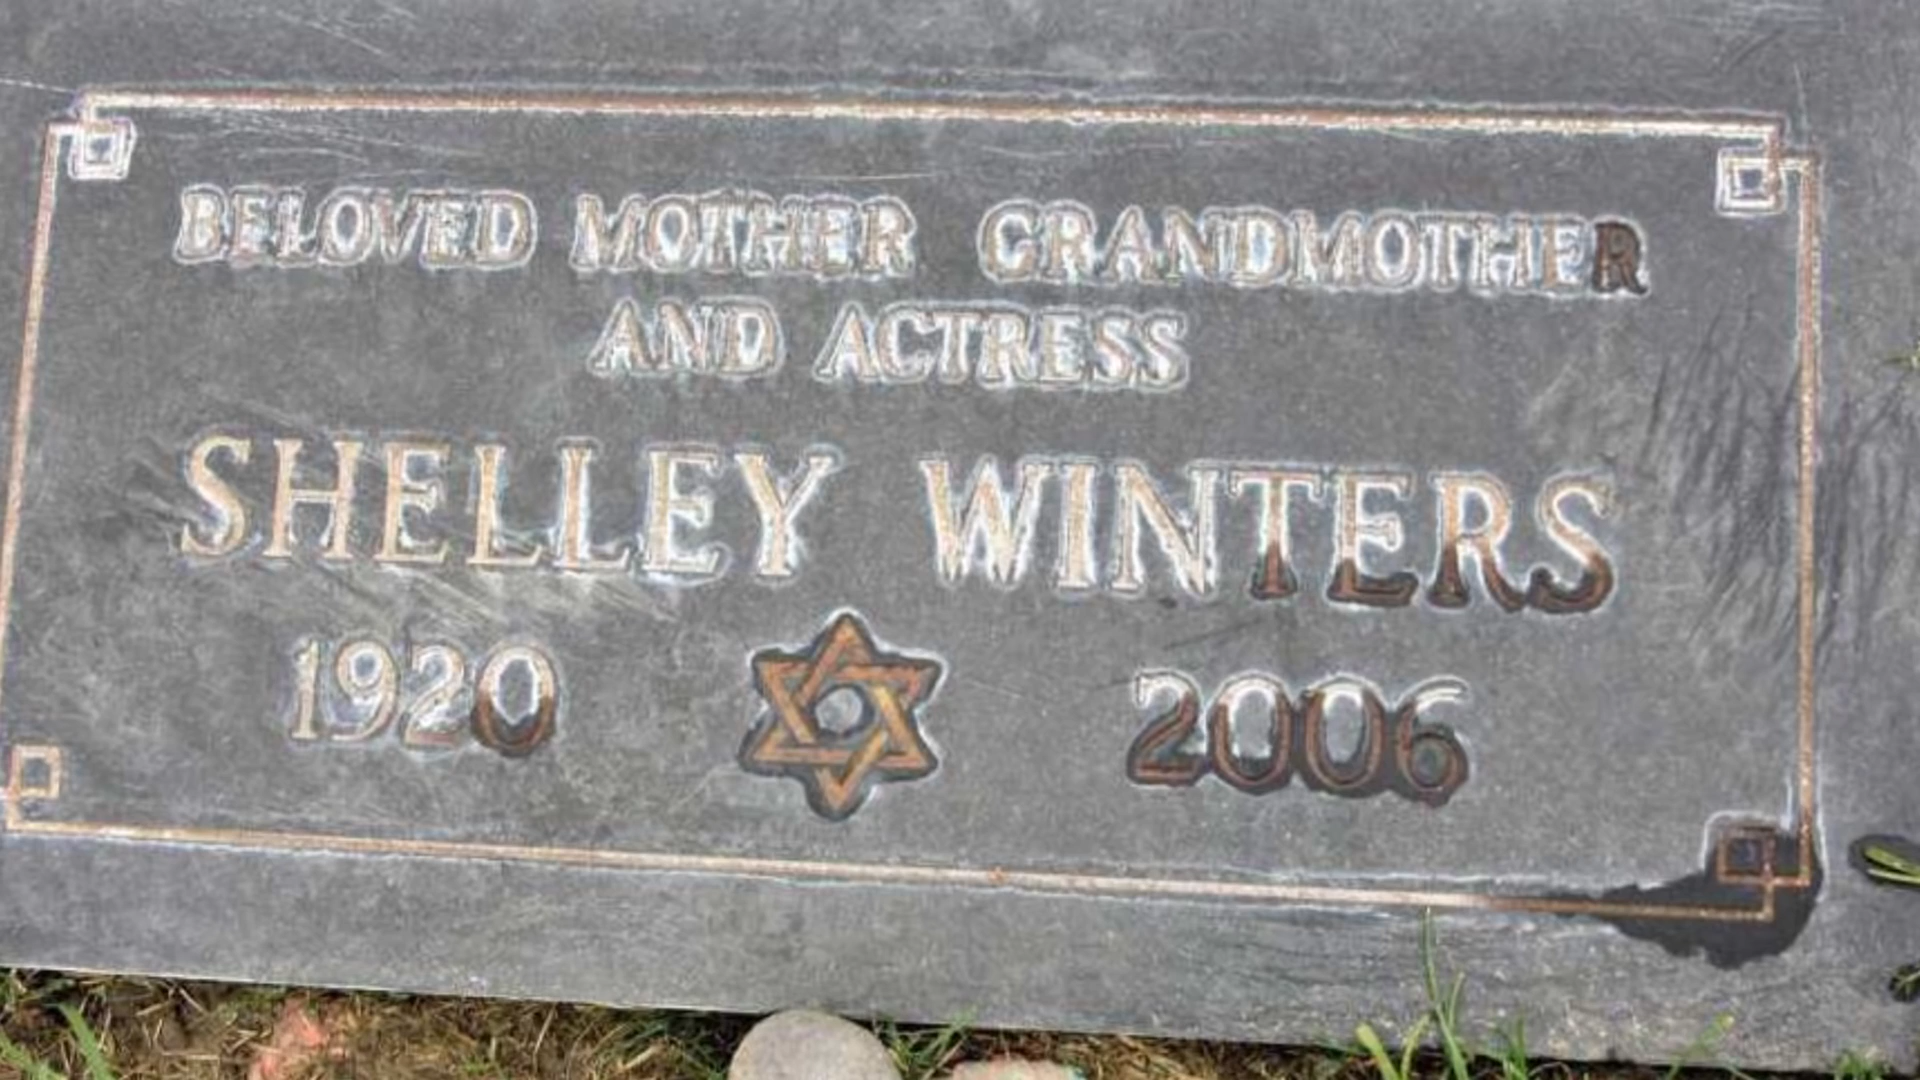 BELOVED MOTHER GRANDMOTHER
AND ACTRESS
SHELLEY WINTERS
1920 2006